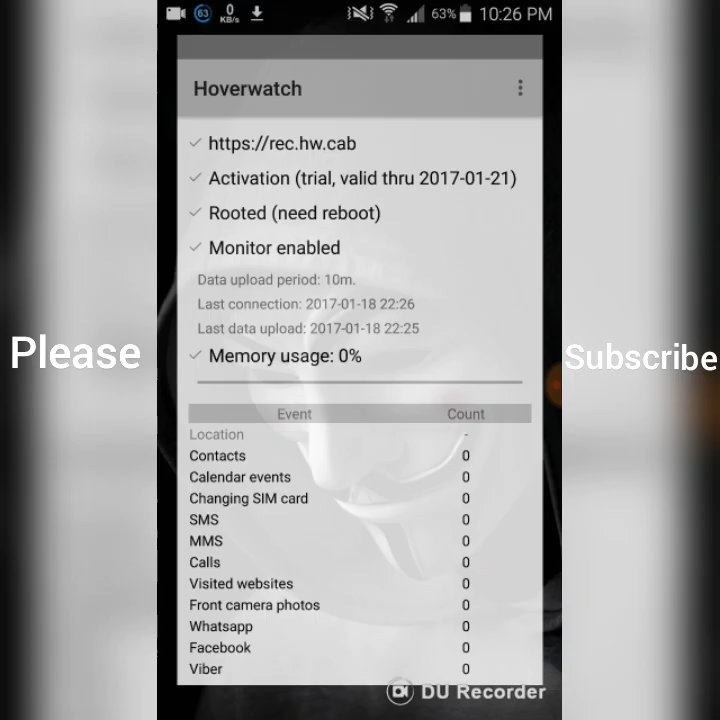 63 0 KB/s 63% 10:26 PM
Hoverwatch
https://rec.hw.cab
Activation (trial, valid thru 2017-01-21)
Rooted (need reboot)
Monitor enabled
Data upload period: 10m.
Last connection: 2017-01-18 22:26
Last data upload: 2017-01-18 22:25
Please
Subscribe
Memory usage: 0%
Event Count
Location -
Contacts 0
Calendar events 0
Changing SIM card 0
SMS 0
MMS 0
Calls 0
Visited websites 0
Front camera photos 0
Whatsapp 0
Facebook 0
Viber 0
DU Recorder